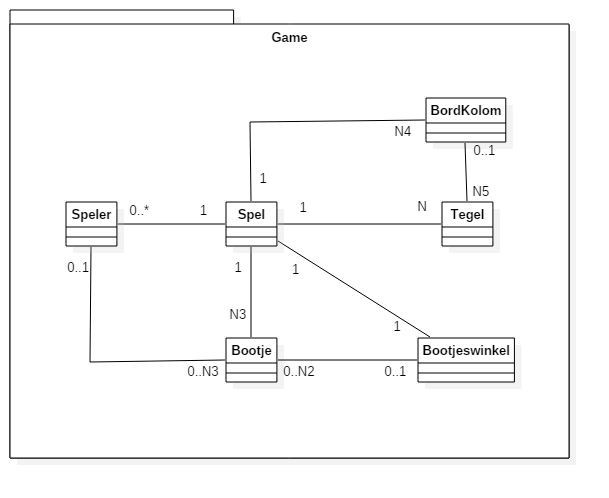 Game
BordKolom
N4
0..1
1
N5
Speler
0..*
1
Spel
1
N
Tegel
0..1
1
1
N3
1
Bootje
Bootjeswinkel
0..N3
0..N2
0..1